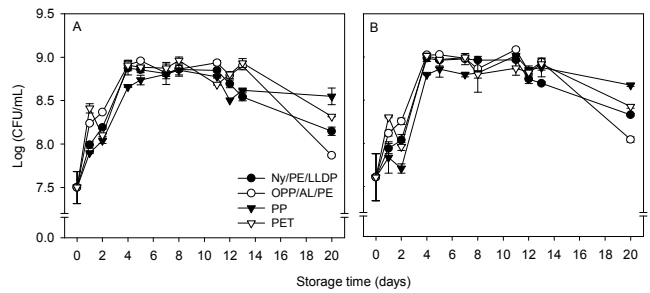 A
B
9.5
9.0
8.5
8.0
7.5
0.0
Log (CFU/mL)
Ny/PE/LLDP
OPP/AL/PE
PP
PET
0 2 4 6 8 10 12 14 16 18 20
0 2 4 6 8 10 12 14 16 18 20
Storage time (days)